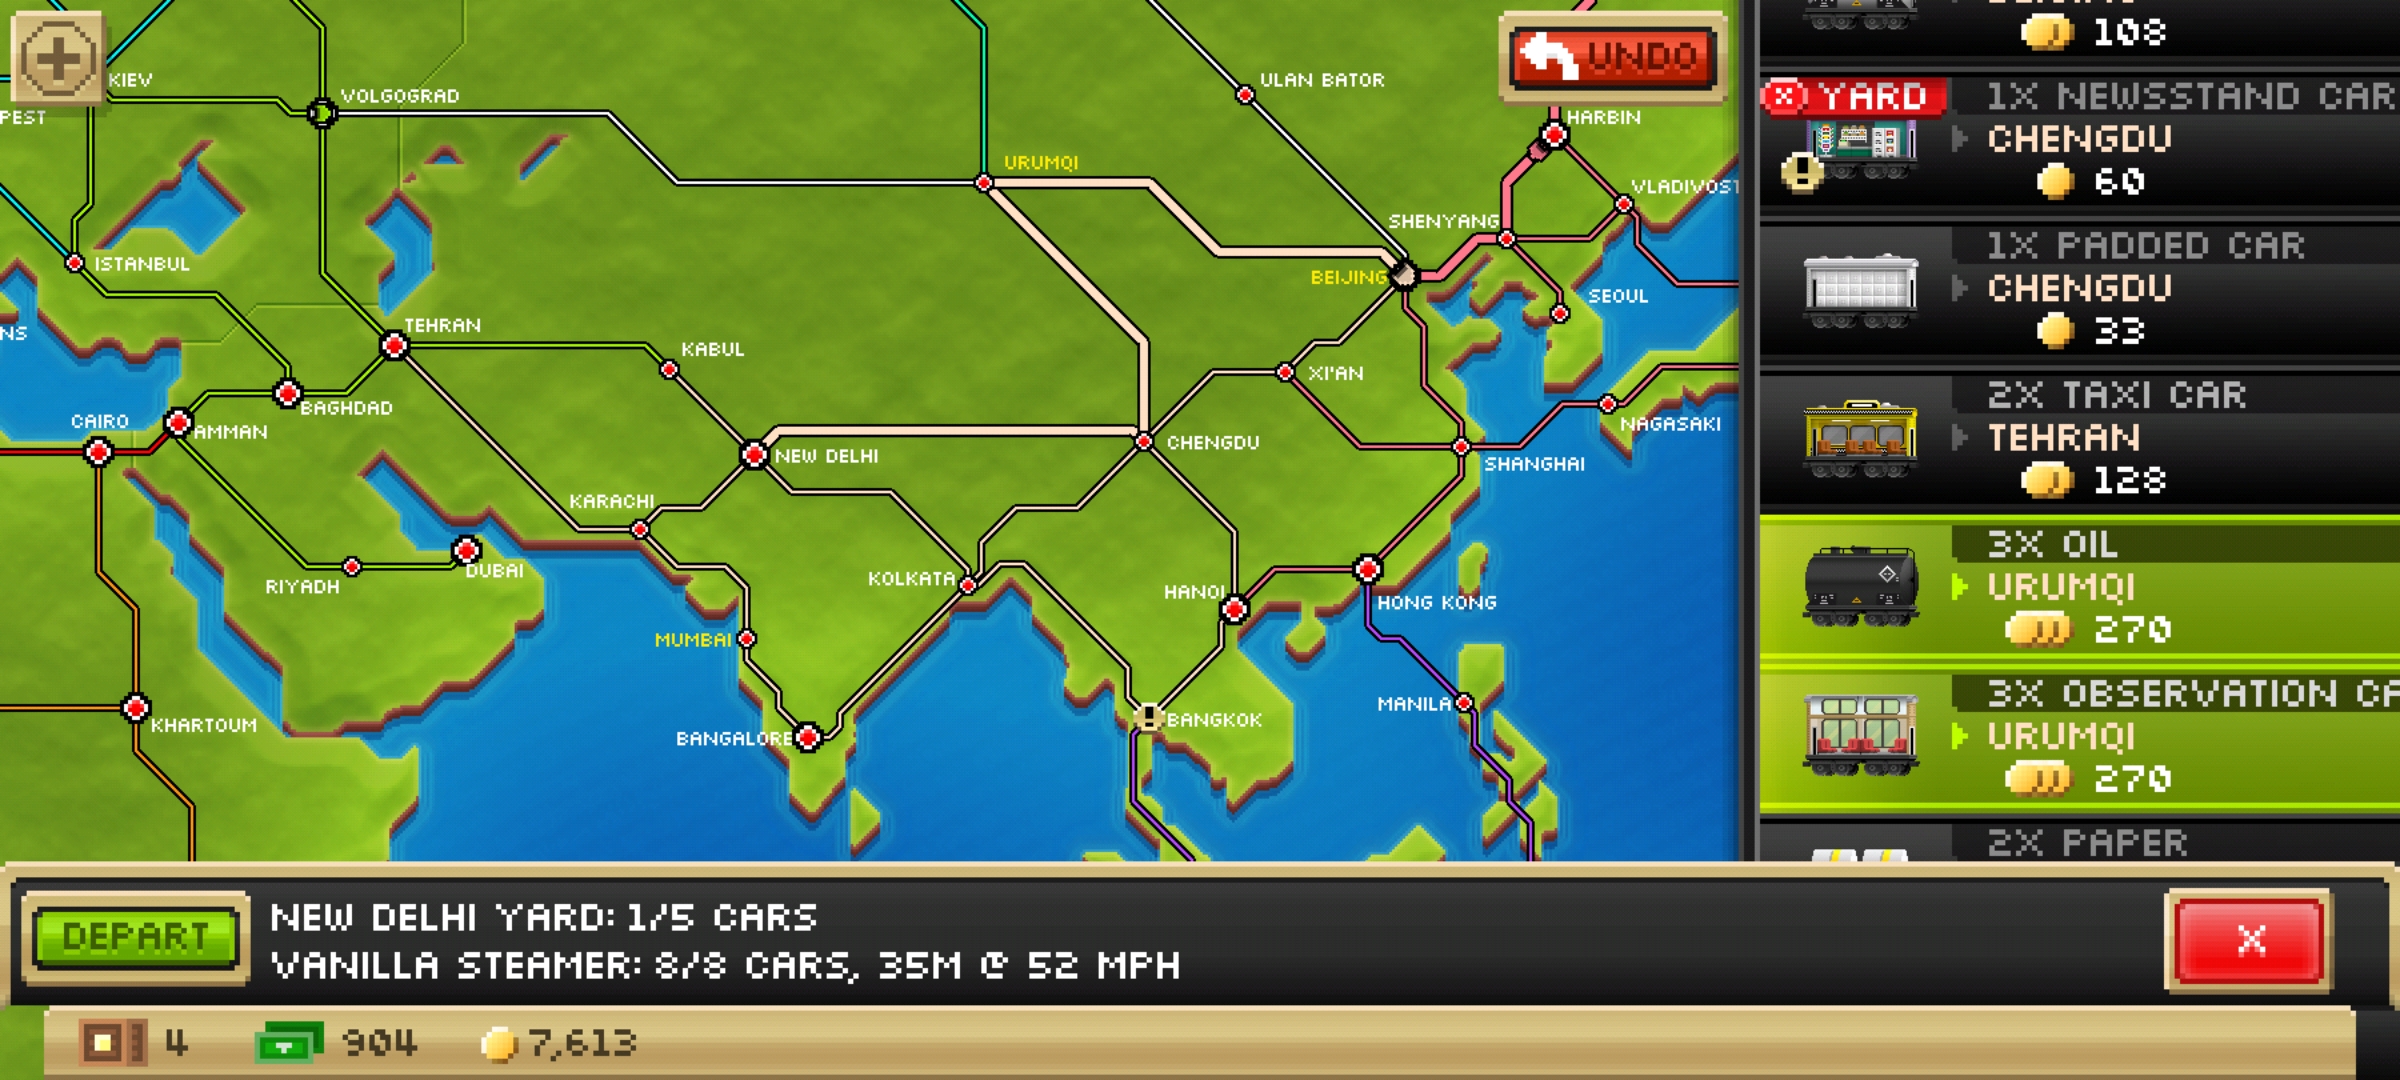 KIEV
VOLGOGRAD
PEST
ULAN BATOR
UNDO
HARBIN
URUMQI
VLADIVOST
SHENYANG
BEIJING
ISTANBUL
SEOUL
NS
TEHRAN
KABUL
XI'AN
BAGHDAD
CAIRO
AMMAN
NAGASAKI
NEW DELHI
CHENGDU
SHANGHAI
KARACHI
RIYADH
DUBAI
KOLKATA
HANOI
HONG KONG
MUMBAI
MANILA
KHARTOUM
BANGALORE
BANGKOK
108
YARD
1X NEWSSTAND CAR
CHENGDU
60
1X PADDED CAR
CHENGDU
33
2X TAXI CAR
TEHRAN
128
3X OIL
URUMQI
270
3X OBSERVATION CA
URUMQI
270
2X PAPER
DEPART
NEW DELHI YARD: 1/5 CARS
VANILLA STEAMER: 8/8 CARS, 35M @ 52 MPH
X
4
904
7,613